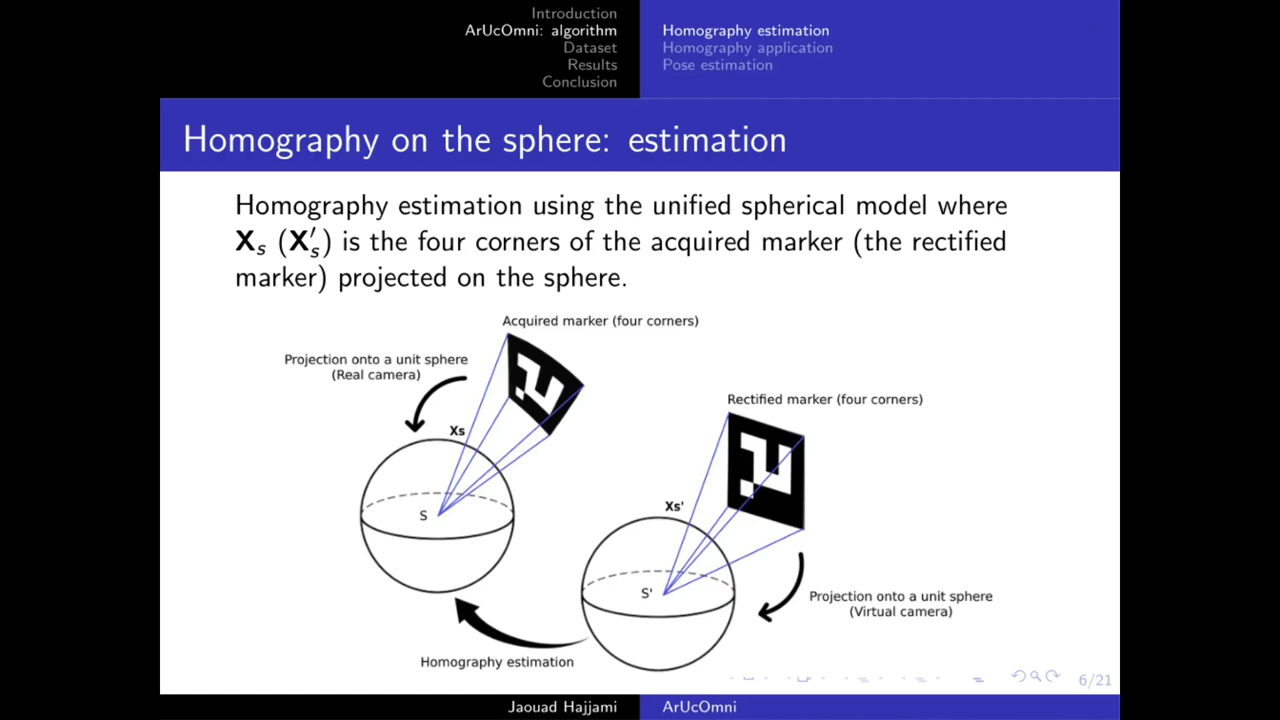 Introduction
ArUcOmni: algorithm
Dataset
Results
Conclusion
Homography estimation
Homography application
Pose estimation
Homography on the sphere: estimation
Homography estimation using the unified spherical model where
Xs (X′s) is the four corners of the acquired marker (the rectified
marker) projected on the sphere.
Acquired marker (four corners)
Projection onto a unit sphere
(Real camera)
Xs
S
Rectified marker (four corners)
Xs'
S'
Projection onto a unit sphere
(Virtual camera)
Homography estimation
6/21
Jaouad Hajjami
ArUcOmni